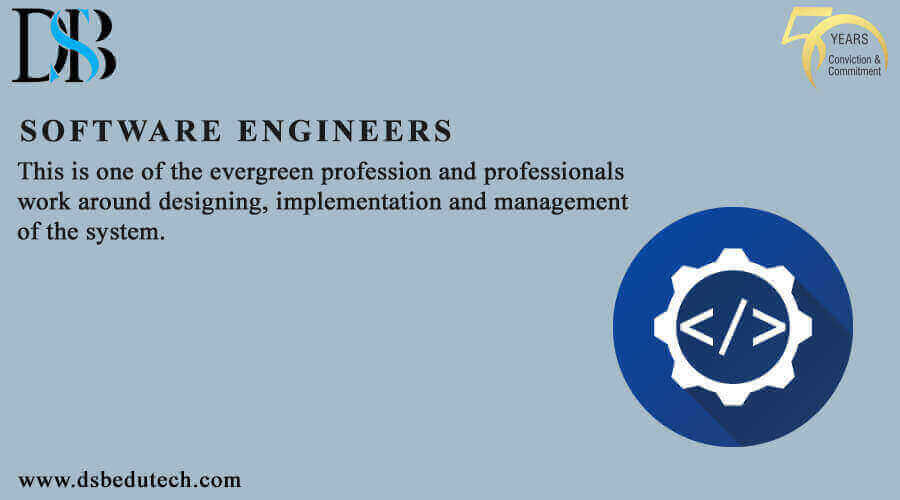 DSB
50 YEARS
Conviction &
Commitment
SOFTWARE ENGINEERS
This is one of the evergreen profession and professionals
work around designing, implementation and management
of the system.
</>
www.dsbedutech.com